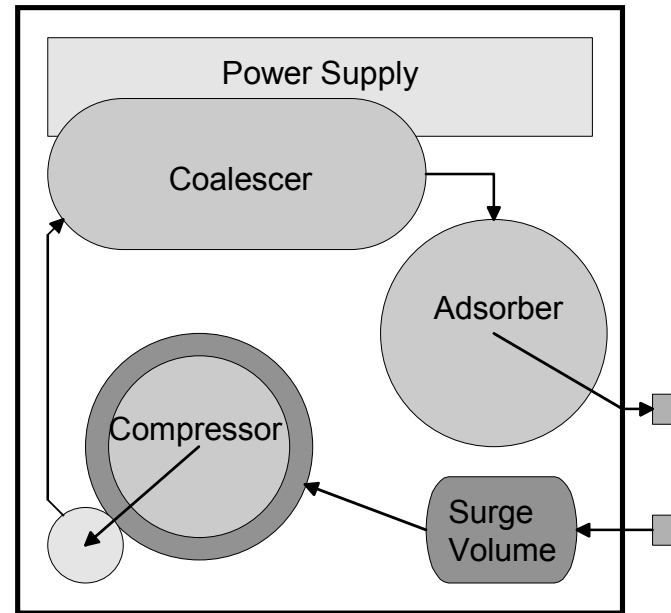 Power Supply
Coalescer
Adsorber
Compressor
Surge
Volume